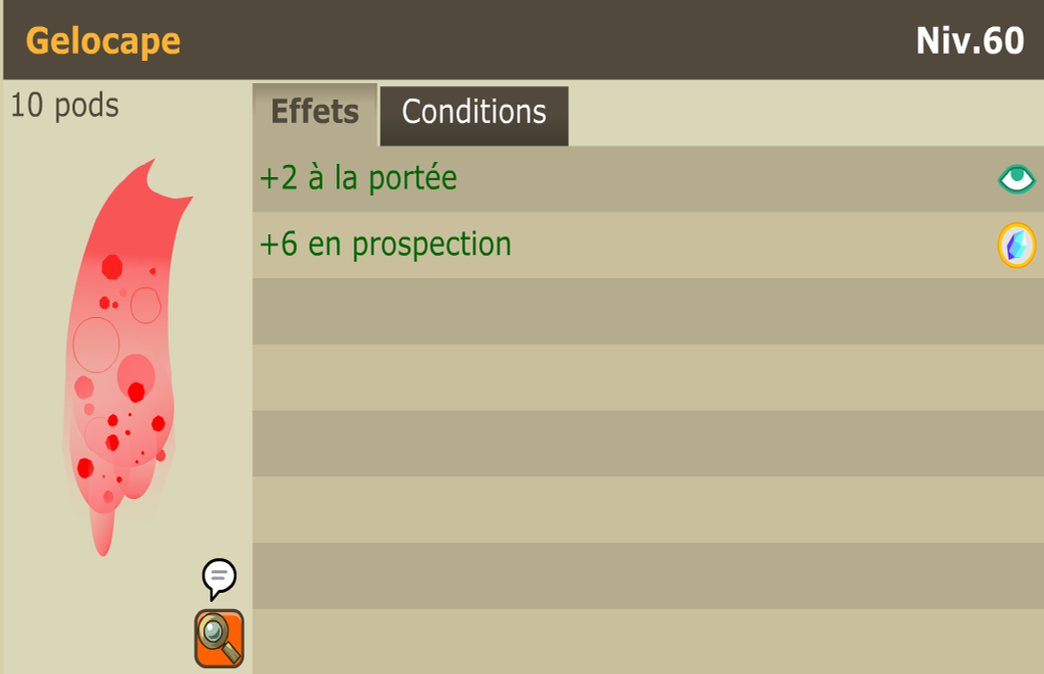 Gelocape
Niv.60
10 pods
Effets
Conditions
+2 à la portée
+6 en prospection